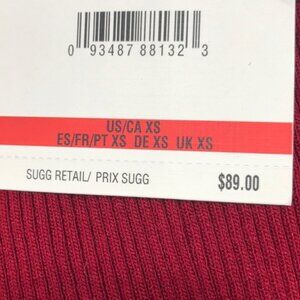 0 93487 88132 3
US/CA XS
ES/FR/PT XS DE XS UK XS
SUGG RETAIL/ PRIX SUGG $89.00